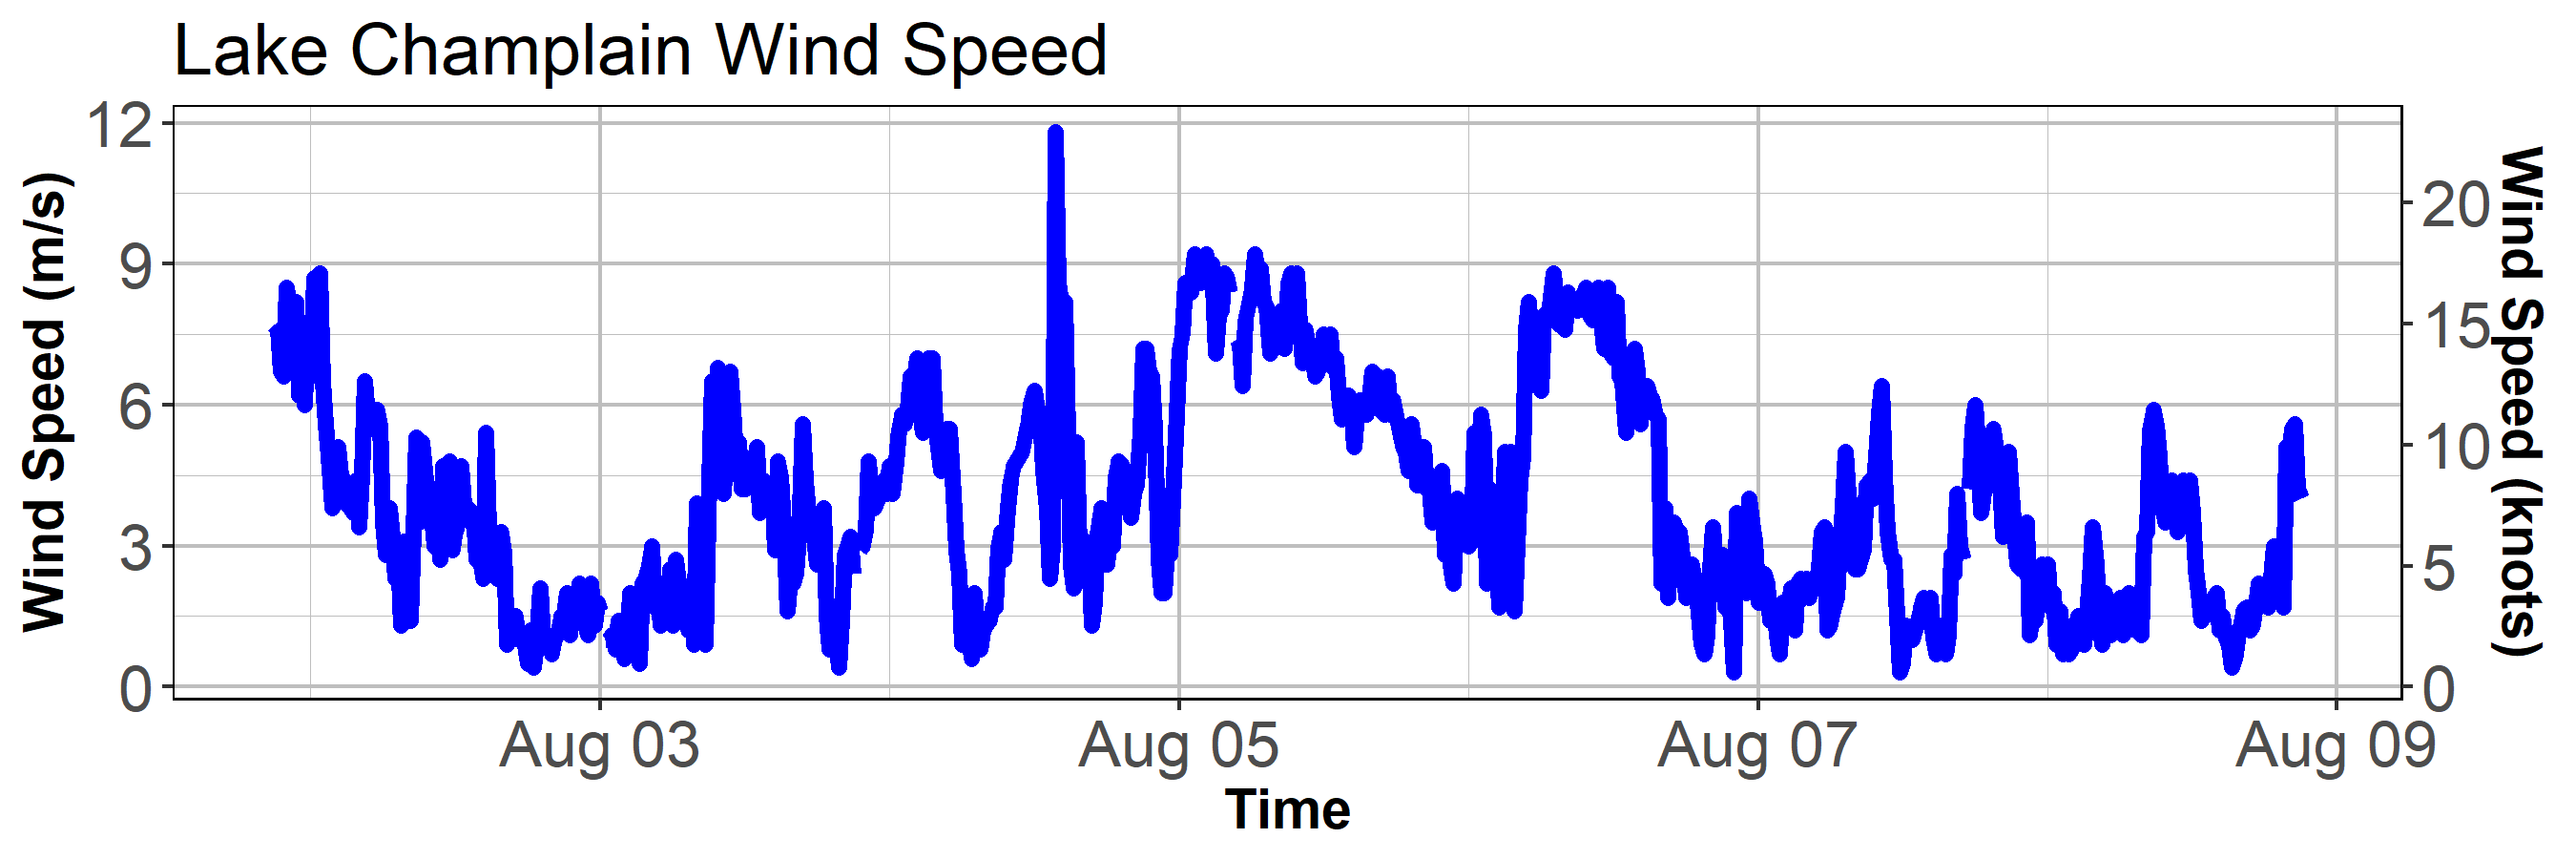 Lake Champlain Wind Speed
Wind Speed (m/s)
12
9
6
3
0
20
15
10
5
0
Wind Speed (knots)
Aug 03
Aug 05
Aug 07
Aug 09
Time